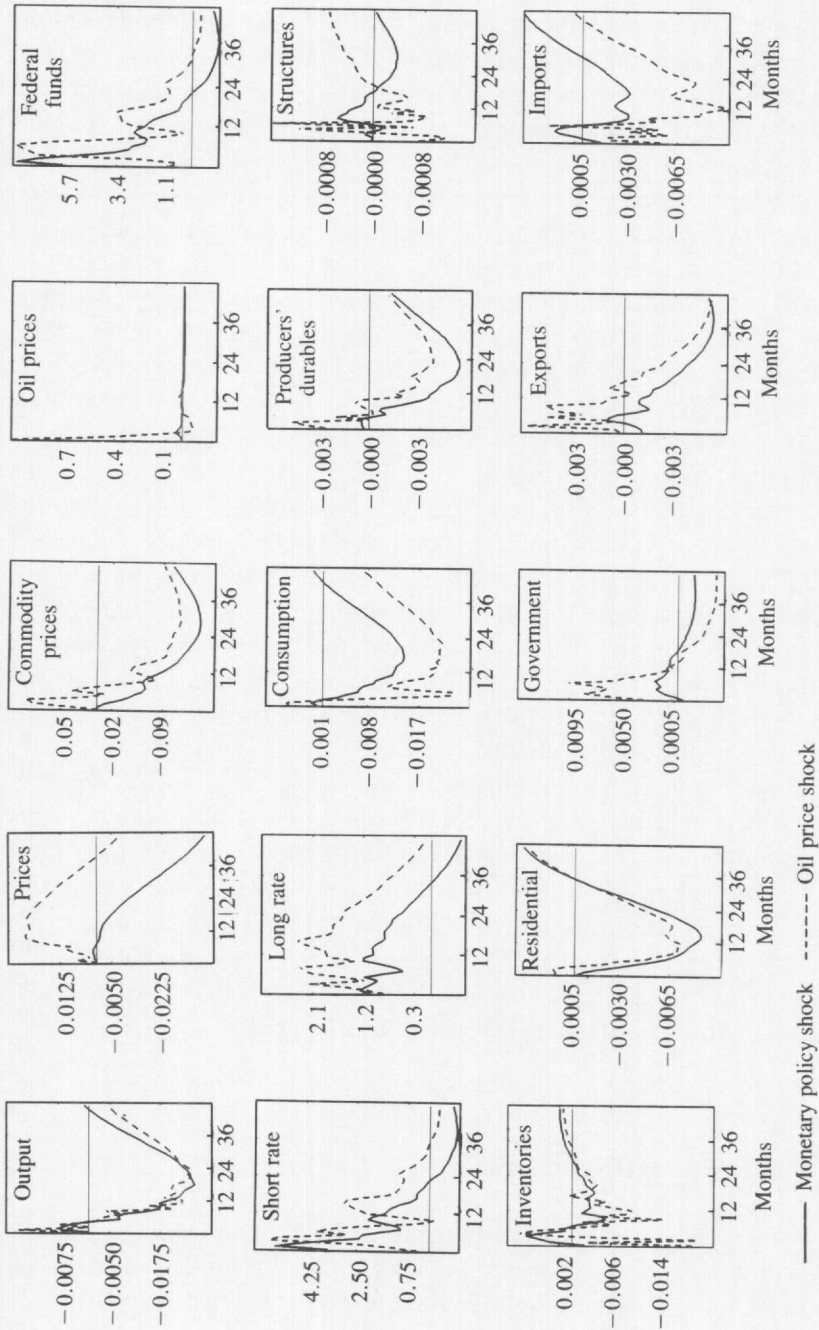 Output
−0.0075
−0.0050
−0.0175
12 24 36
Prices
0.0125
−0.0050
−0.0225
12 24 36
Commodity
prices
0.05
−0.02
−0.09
12 24 36
Oil prices
0.7
0.4
0.1
12 24 36
Federal
funds
5.7
3.4
1.1
12 24 36
Short rate
4.25
2.50
0.75
12 24 36
Long rate
2.1
1.2
0.3
12 24 36
Consumption
0.001
−0.008
−0.017
12 24 36
Producers'
durables
−0.003
−0.000
−0.003
12 24 36
Structures
−0.0008
−0.0000
−0.0008
12 24 36
Inventories
0.002
−0.006
−0.014
12 24 36
Months
Residential
0.0005
−0.0030
−0.0065
12 24 36
Months
Government
0.0095
0.0050
0.0005
12 24 36
Months
Exports
0.003
−0.000
−0.003
12 24 36
Months
Imports
0.0005
−0.0030
−0.0065
12 24 36
Months
Monetary policy shock Oil price shock